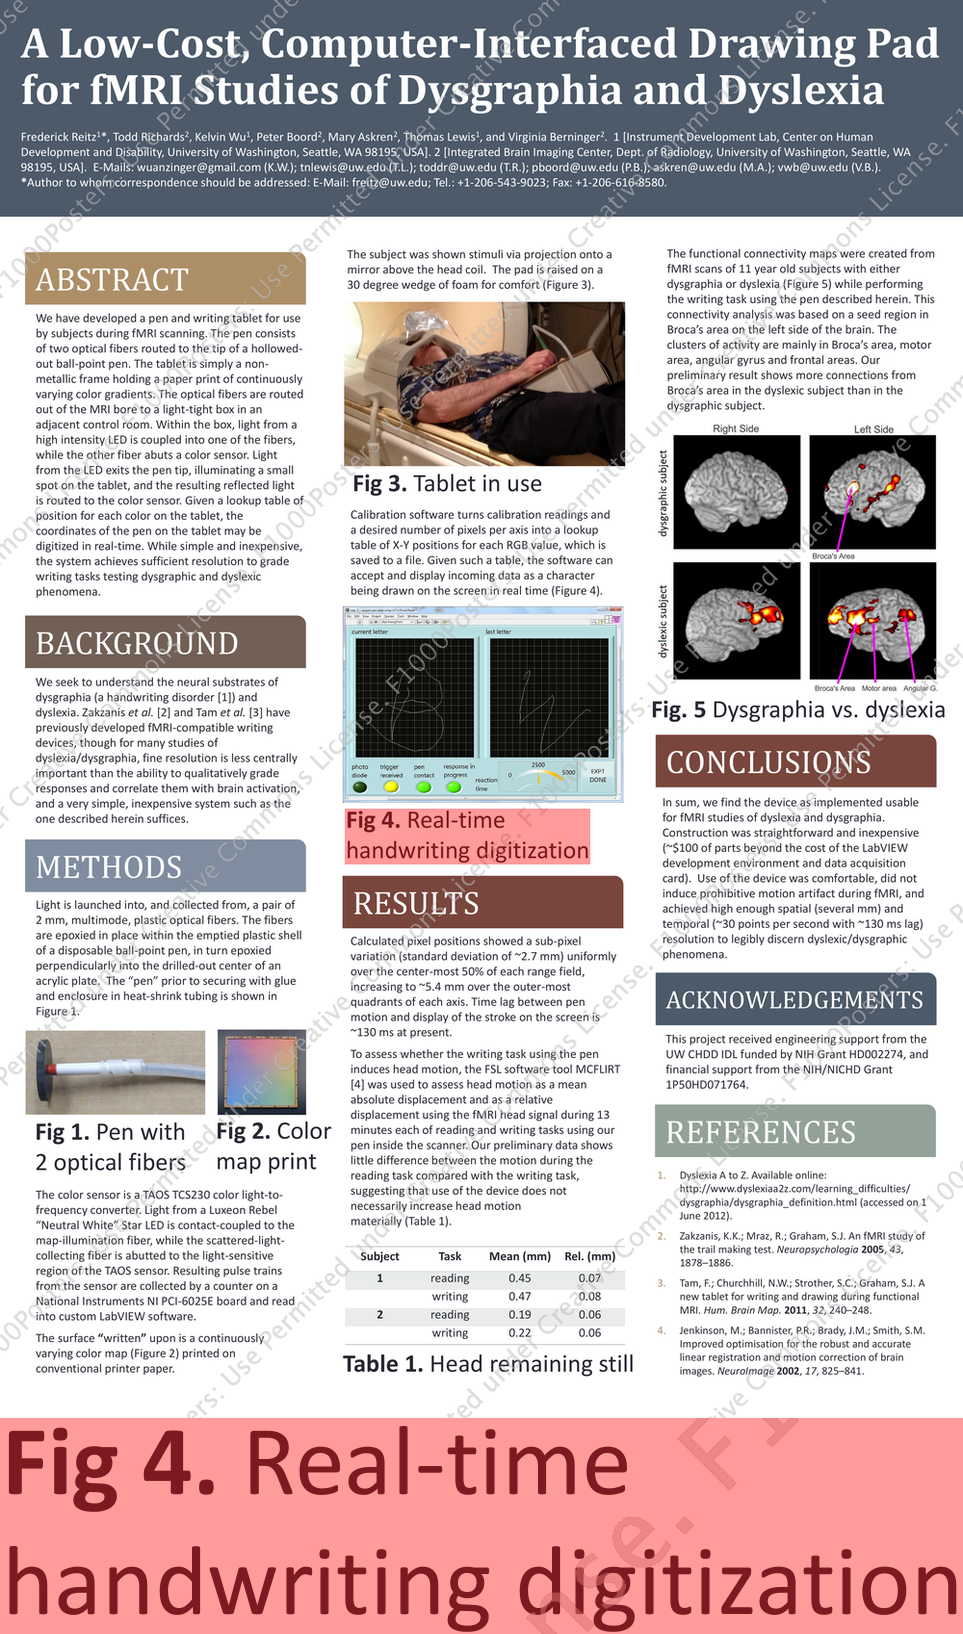 A Low-Cost, Computer-Interfaced Drawing Pad
for fMRI Studies of Dysgraphia and Dyslexia
Frederick Reitz¹*, Todd Richards², Kelvin Wu¹, Peter Boord², Mary Askren², Thomas Lewis¹, and Virginia Berninger². 1 [Instrument Development Lab, Center on Human
Development and Disability, University of Washington, Seattle, WA 98195, USA]. 2 [Integrated Brain Imaging Center, Dept. of Radiology, University of Washington, Seattle, WA
98195, USA]. E-Mails: wuanzinger@gmail.com (K.W.); tnlewis@uw.edu (T.L.); toddr@uw.edu (T.R.); pboord@uw.edu (P.B.); askren@uw.edu (M.A.); vwb@uw.edu (V.B.).
*Author to whom correspondence should be addressed: E-Mail: freitz@uw.edu; Tel.: +1-206-543-9023; Fax: +1-206-616-8580.
ABSTRACT
We have developed a pen and writing tablet for use
by subjects during fMRI scanning. The pen consists
of two optical fibers routed to the tip of a hollowed-
out ball-point pen. The tablet is simply a non-
metallic frame holding a paper print of continuously
varying color gradients. The optical fibers are routed
out of the MRI bore to a light-tight box in an
adjacent control room. Within the box, light from a
high intensity LED is coupled into one of the fibers,
while the other fiber abuts a color sensor. Light
from the LED exits the pen tip, illuminating a small
spot on the tablet, and the resulting reflected light
is routed to the color sensor. Given a lookup table of
position for each color on the tablet, the
coordinates of the pen on the tablet may be
digitized in real-time. While simple and inexpensive,
the system achieves sufficient resolution to grade
writing tasks testing dysgraphic and dyslexic
phenomena.
BACKGROUND
We seek to understand the neural substrates of
dysgraphia (a handwriting disorder [1]) and
dyslexia. Zakzanis et al. [2] and Tam et al. [3] have
previously developed fMRI-compatible writing
devices, though for many studies of
dyslexia/dysgraphia, fine resolution is less centrally
important than the ability to qualitatively grade
responses and correlate them with brain activation,
and a very simple, inexpensive system such as the
one described herein suffices.
METHODS
Light is launched into, and collected from, a pair of
2 mm, multimode, plastic optical fibers. The fibers
are epoxied in place within the emptied plastic shell
of a disposable ball-point pen, in turn epoxied
perpendicularly into the drilled-out center of an
acrylic plate. The "pen" prior to securing with glue
and enclosure in heat-shrink tubing is shown in
Figure 1.
Fig 1. Pen with
2 optical fibers
Fig 2. Color
map print
The color sensor is a TAOS TCS230 color light-to-
frequency converter. Light from a Luxeon Rebel
"Neutral White" Star LED is contact-coupled to the
map-illumination fiber, while the scattered-light-
collecting fiber is abutted to the light-sensitive
region of the TAOS sensor. Resulting pulse trains
from the sensor are collected by a counter on a
National Instruments NI PCI-6025E board and read
into custom LabVIEW software.
The surface "written" upon is a continuously
varying color map (Figure 2) printed on
conventional printer paper.
The subject was shown stimuli via projection onto a
mirror above the head coil. The pad is raised on a
30 degree wedge of foam for comfort (Figure 3).
Fig 3. Tablet in use
Calibration software turns calibration readings and
a desired number of pixels per axis into a lookup
table of X-Y positions for each RGB value, which is
saved to a file. Given such a table, the software can
accept and display incoming data as a character
being drawn on the screen in real time (Figure 4).
current letter
last letter
photo diode
trigger received
pen contact
response in progress
reaction time
0
2500
5000
EXPT DONE
Fig 4. Real-time
handwriting digitization
RESULTS
Calculated pixel positions showed a sub-pixel
variation (standard deviation of ~2.7 mm) uniformly
over the center-most 50% of each range field,
increasing to ~5.4 mm over the outer-most
quadrants of each axis. Time lag between pen
motion and display of the stroke on the screen is
~130 ms at present.
To assess whether the writing task using the pen
induces head motion, the FSL software tool MCFLIRT
[4] was used to assess head motion as a mean
absolute displacement and as a relative
displacement using the fMRI head signal during 13
minutes each of reading and writing tasks using our
pen inside the scanner. Our preliminary data shows
little difference between the motion during the
reading task compared with the writing task,
suggesting that use of the device does not
necessarily increase head motion
materially (Table 1).
Subject Task Mean (mm) Rel. (mm)
1 reading 0.45 0.07
writing 0.47 0.08
2 reading 0.19 0.06
writing 0.22 0.06
Table 1. Head remaining still
The functional connectivity maps were created from
fMRI scans of 11 year old subjects with either
dysgraphia or dyslexia (Figure 5) while performing
the writing task using the pen described herein. This
connectivity analysis was based on a seed region in
Broca's area on the left side of the brain. The
clusters of activity are mainly in Broca's area, motor
area, angular gyrus and frontal areas. Our
preliminary result shows more connections from
Broca's area in the dyslexic subject than in the
dysgraphic subject.
Right Side Left Side
dysgraphic subject
Broca's Area
dyslexic subject
Broca's Area Motor area Angular G.
Fig. 5 Dysgraphia vs. dyslexia
CONCLUSIONS
In sum, we find the device as implemented usable
for fMRI studies of dyslexia and dysgraphia.
Construction was straightforward and inexpensive
(~$100 of parts beyond the cost of the LabVIEW
development environment and data acquisition
card). Use of the device was comfortable, did not
induce prohibitive motion artifact during fMRI, and
achieved high enough spatial (several mm) and
temporal (~30 points per second with ~130 ms lag)
resolution to legibly discern dyslexic/dysgraphic
phenomena.
ACKNOWLEDGEMENTS
This project received engineering support from the
UW CHDD IDL funded by NIH Grant HD002274, and
financial support from the NIH/NICHD Grant
1P50HD071764.
REFERENCES
1. Dyslexia A to Z. Available online:
http://www.dyslexiaa2z.com/learning_difficulties/
dysgraphia/dysgraphia_definition.html (accessed on 1
June 2012).
2. Zakzanis, K.K.; Mraz, R.; Graham, S.J. An fMRI study of
the trail making test. Neuropsychologia 2005, 43,
1878–1886.
3. Tam, F.; Churchill, N.W.; Strother, S.C.; Graham, S.J. A
new tablet for writing and drawing during functional
MRI. Hum. Brain Map. 2011, 32, 240–248.
4. Jenkinson, M.; Bannister, P.R.; Brady, J.M.; Smith, S.M.
Improved optimisation for the robust and accurate
linear registration and motion correction of brain
images. NeuroImage 2002, 17, 825–841.
Fig 4. Real-time
handwriting digitization